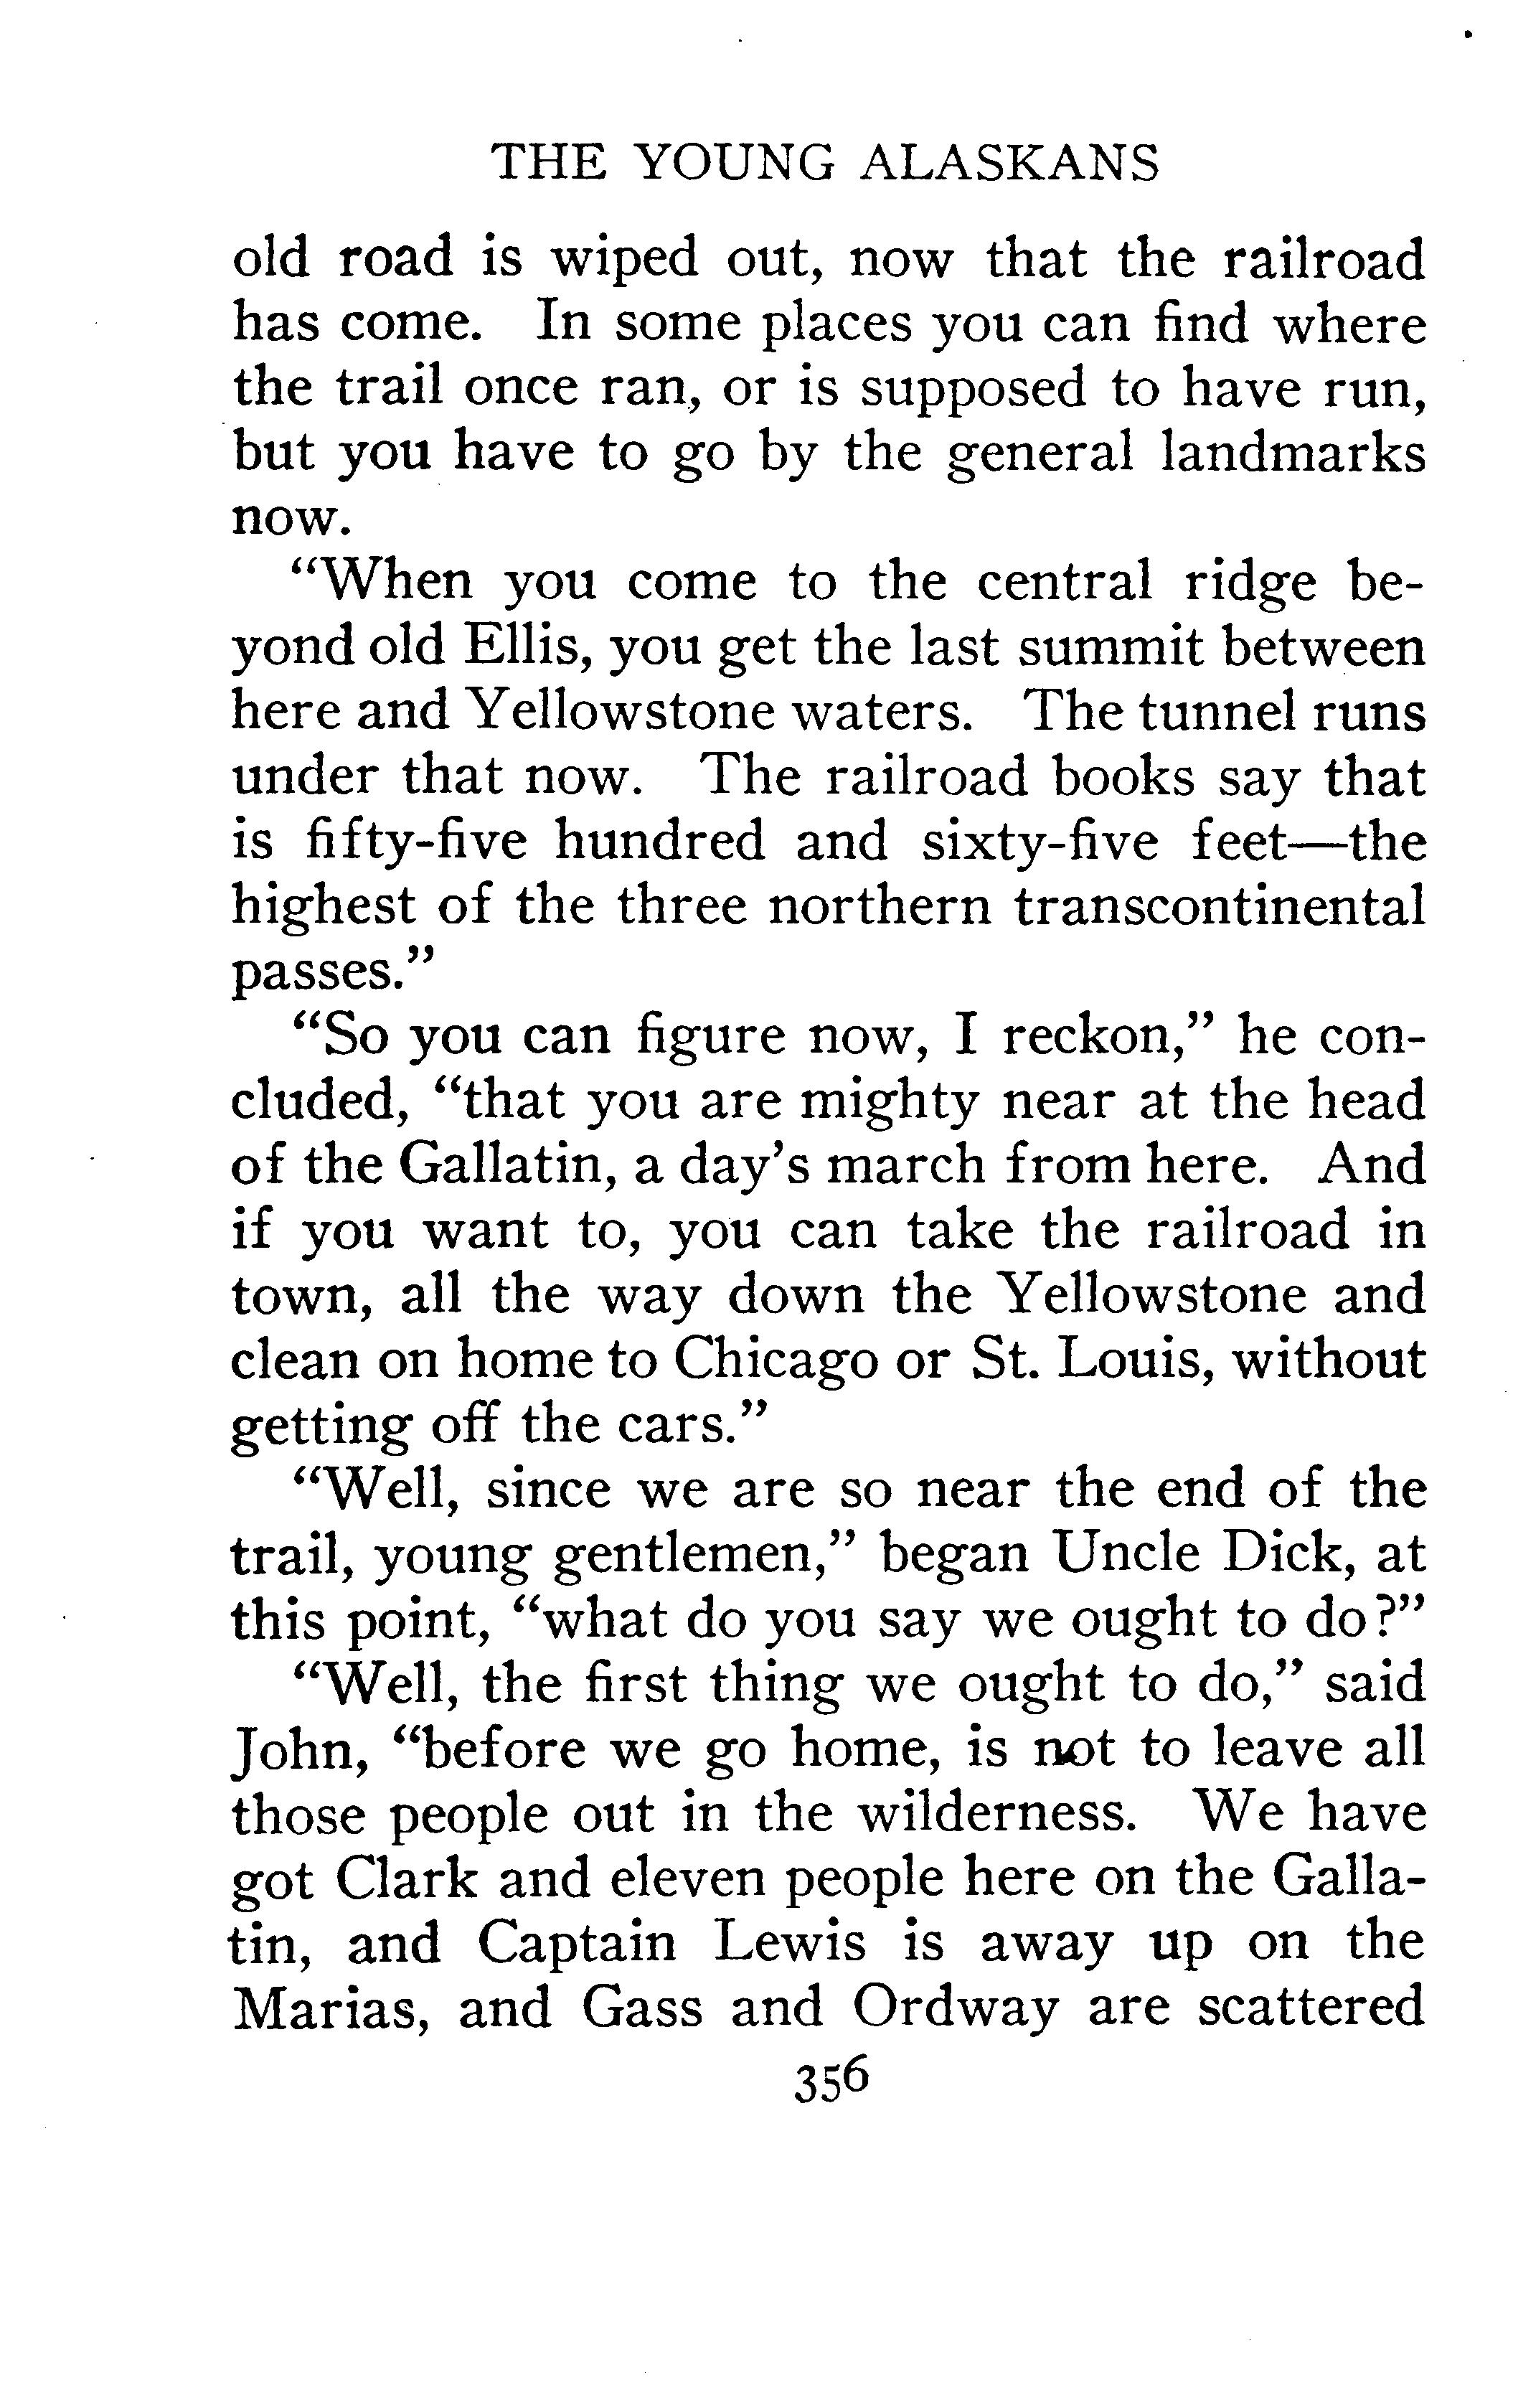 THE YOUNG ALASKANS
old road is wiped out, now that the railroad
has come. In some places you can find where
the trail once ran, or is supposed to have run,
but you have to go by the general landmarks
now.
“When you come to the central ridge be-
yond old Ellis, you get the last summit between
here and Yellowstone waters. The tunnel runs
under that now. The railroad books say that
is fifty-five hundred and sixty-five feet—the
highest of the three northern transcontinental
passes.”
“So you can figure now, I reckon,” he con-
cluded, “that you are mighty near at the head
of the Gallatin, a day’s march from here. And
if you want to, you can take the railroad in
town, all the way down the Yellowstone and
clean on home to Chicago or St. Louis, without
getting off the cars.”
“Well, since we are so near the end of the
trail, young gentlemen,” began Uncle Dick, at
this point, “what do you say we ought to do?”
“Well, the first thing we ought to do,” said
John, “before we go home, is not to leave all
those people out in the wilderness. We have
got Clark and eleven people here on the Galla-
tin, and Captain Lewis is away up on the
Marias, and Gass and Ordway are scattered
356